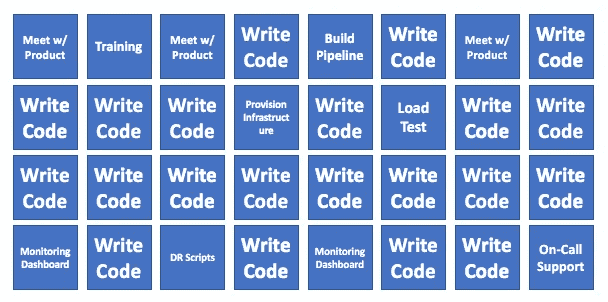 Meet w/
Product
Training
Meet w/
Product
Write
Code
Build
Pipeline
Write
Code
Meet w/
Product
Write
Code
Write
Code
Write
Code
Write
Code
Provision
Infrastruct
ure
Write
Code
Load
Test
Write
Code
Write
Code
Write
Code
Write
Code
Write
Code
Write
Code
Write
Code
Write
Code
Write
Code
Write
Code
Monitoring
Dashboard
Write
Code
DR Scripts
Write
Code
Monitoring
Dashboard
Write
Code
Write
Code
On-Call
Support